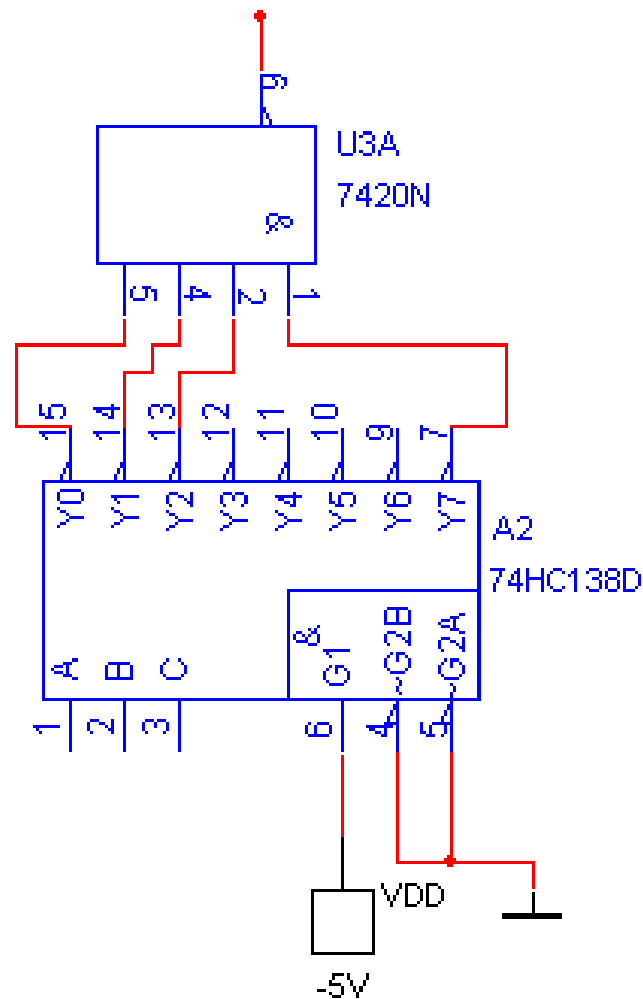 6
U3A
7420N
&
5 4 2 1
15 14 13 12 11 10 9 7
Y0 Y1 Y2 Y3 Y4 Y5 Y6 Y7
A2
74HC138D
&
A B C G1 ~G2B ~G2A
1 2 3 6 4 5
VDD
-5V